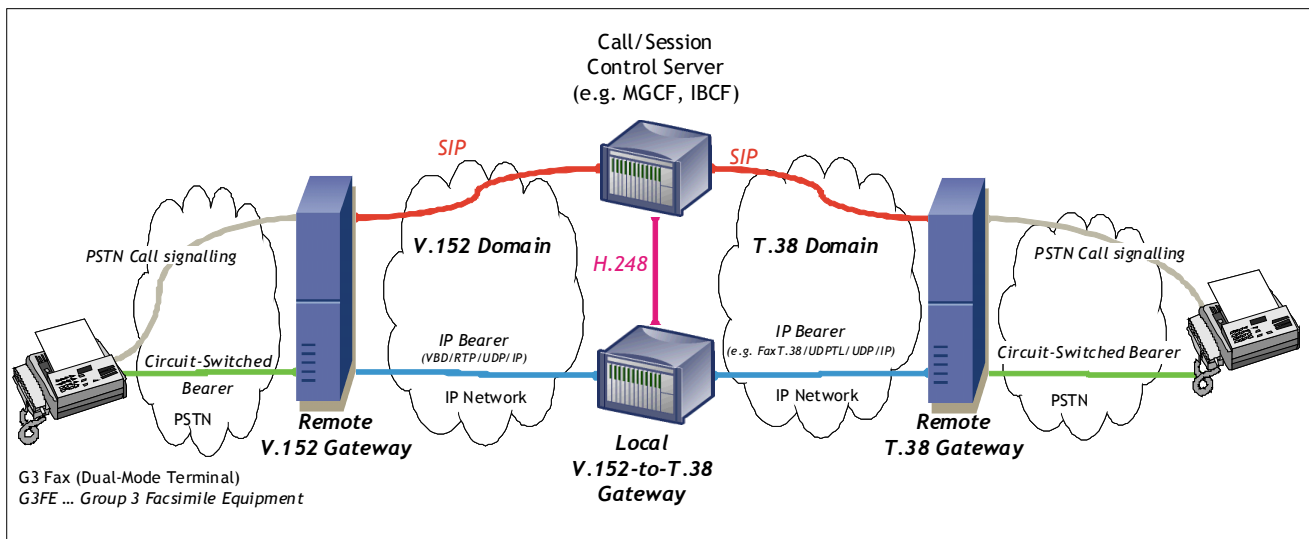 Call/Session
Control Server
(e.g. MGCF, IBCF)
SIP
SIP
V.152 Domain
T.38 Domain
PSTN Call signalling
PSTN Call signalling
H.248
IP Bearer
(VBD/RTP/UDP/IP)
IP Bearer
(e.g. FaxT.38/UDPTL/UDP/IP)
Circuit-Switched
Bearer
Circuit-Switched Bearer
PSTN
IP Network
IP Network
PSTN
Remote
V.152 Gateway
Local
V.152-to-T.38
Gateway
Remote
T.38 Gateway
G3 Fax (Dual-Mode Terminal)
G3FE ... Group 3 Facsimile Equipment